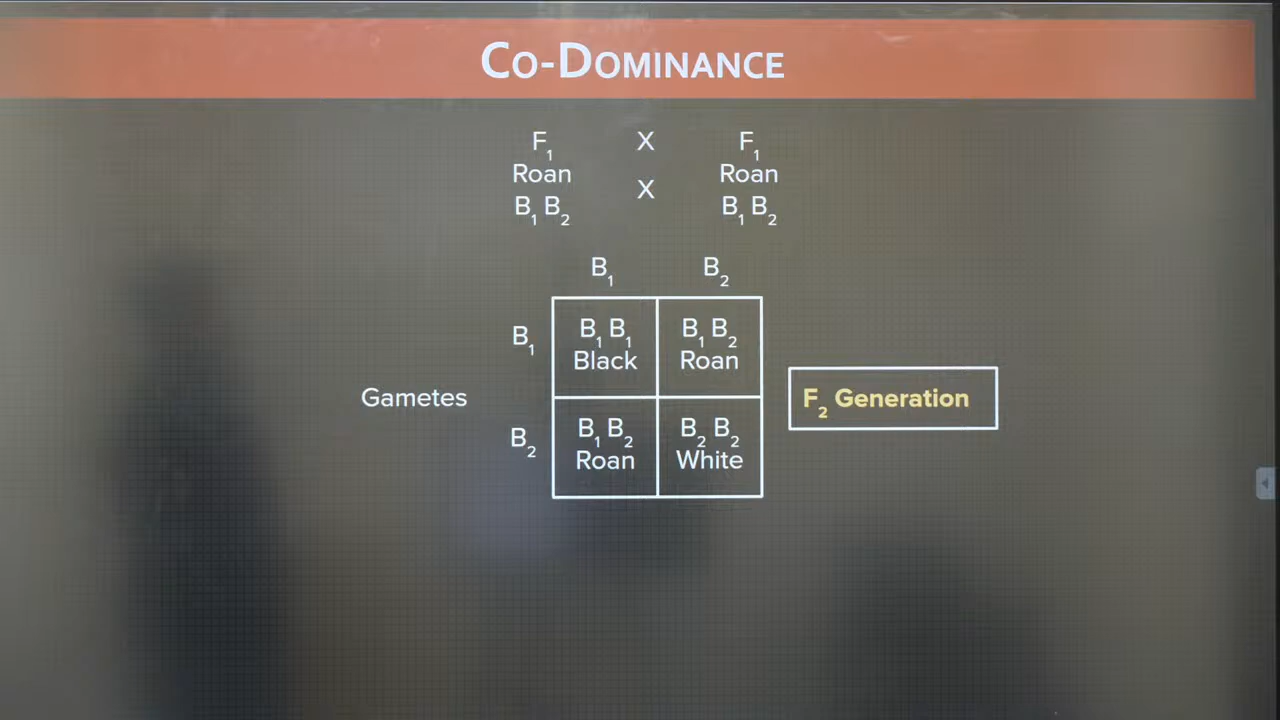 CO-DOMINANCE
F₁ X F₁
Roan X Roan
B₁ B₂ B₁ B₂
B₁ B₂
B₁ B₁ B₁ B₁ B₂
Black Roan
Gametes F₂ Generation
B₂ B₁ B₂ B₂ B₂
Roan White